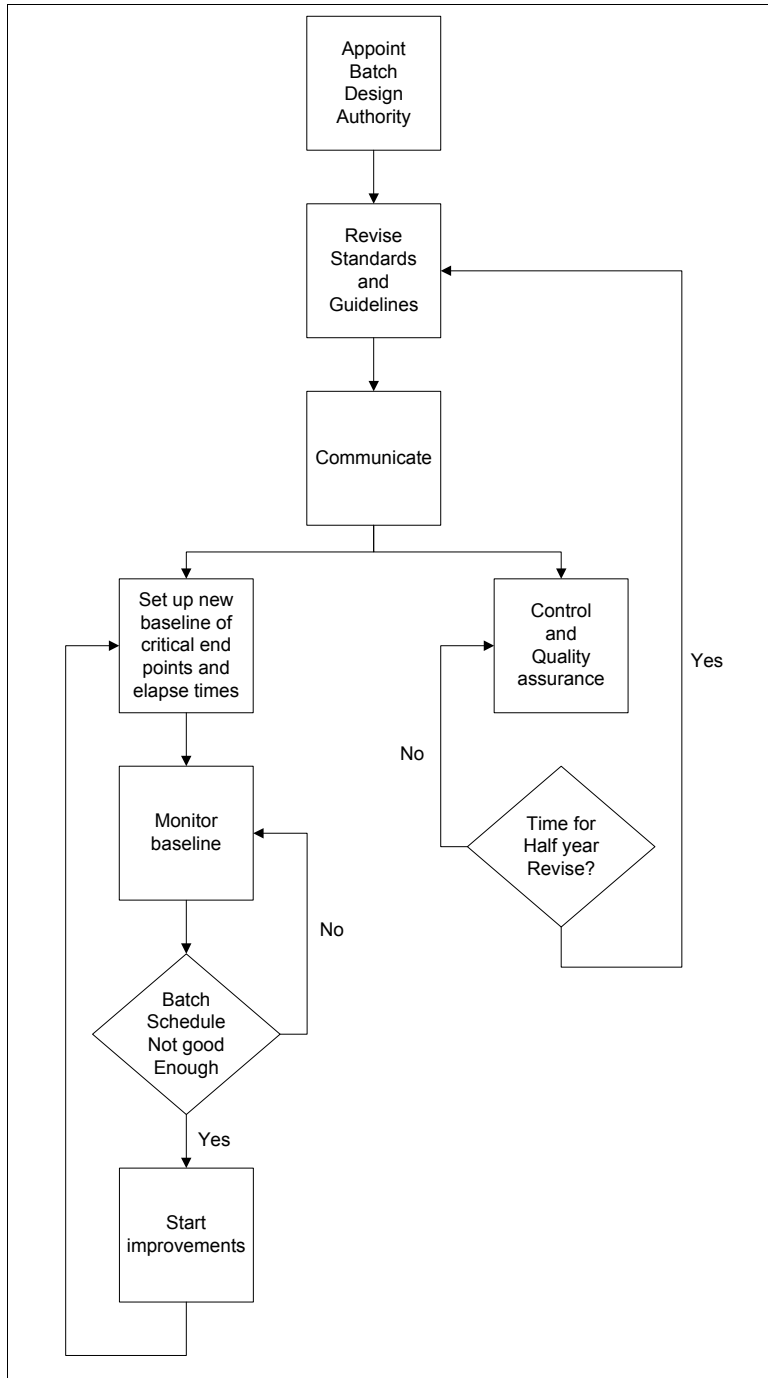 Appoint
Batch
Design
Authority
Revise
Standards
and
Guidelines
Communicate
Set up new
baseline of
critical end
points and
elapse times
Control
and
Quality
assurance
Yes
No
Monitor
baseline
Time for
Half year
Revise?
No
Batch
Schedule
Not good
Enough
Yes
Start
improvements